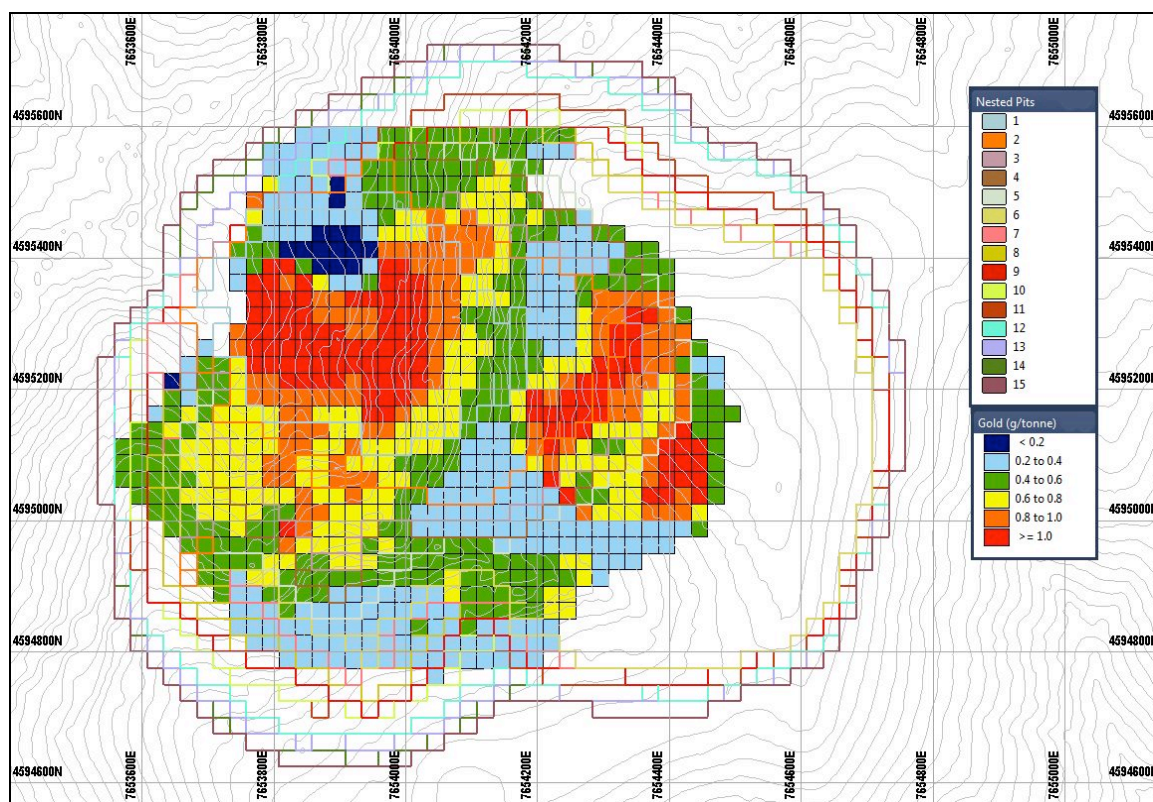 7653600E 7653800E 7654000E 7654200E 7654400E 7654600E 7654800E 7655000E
4595600N 4595600N
4595400N 4595400N
4595200N 4595200N
4595000N 4595000N
4594800N 4594800N
4594600N 4594600N
7653600E 7653800E 7654000E 7654200E 7654400E 7654600E 7654800E 7655000E
Nested Pits
1
2
3
4
5
6
7
8
9
10
11
12
13
14
15
Gold (g/tonne)
< 0.2
0.2 to 0.4
0.4 to 0.6
0.6 to 0.8
0.8 to 1.0
>= 1.0